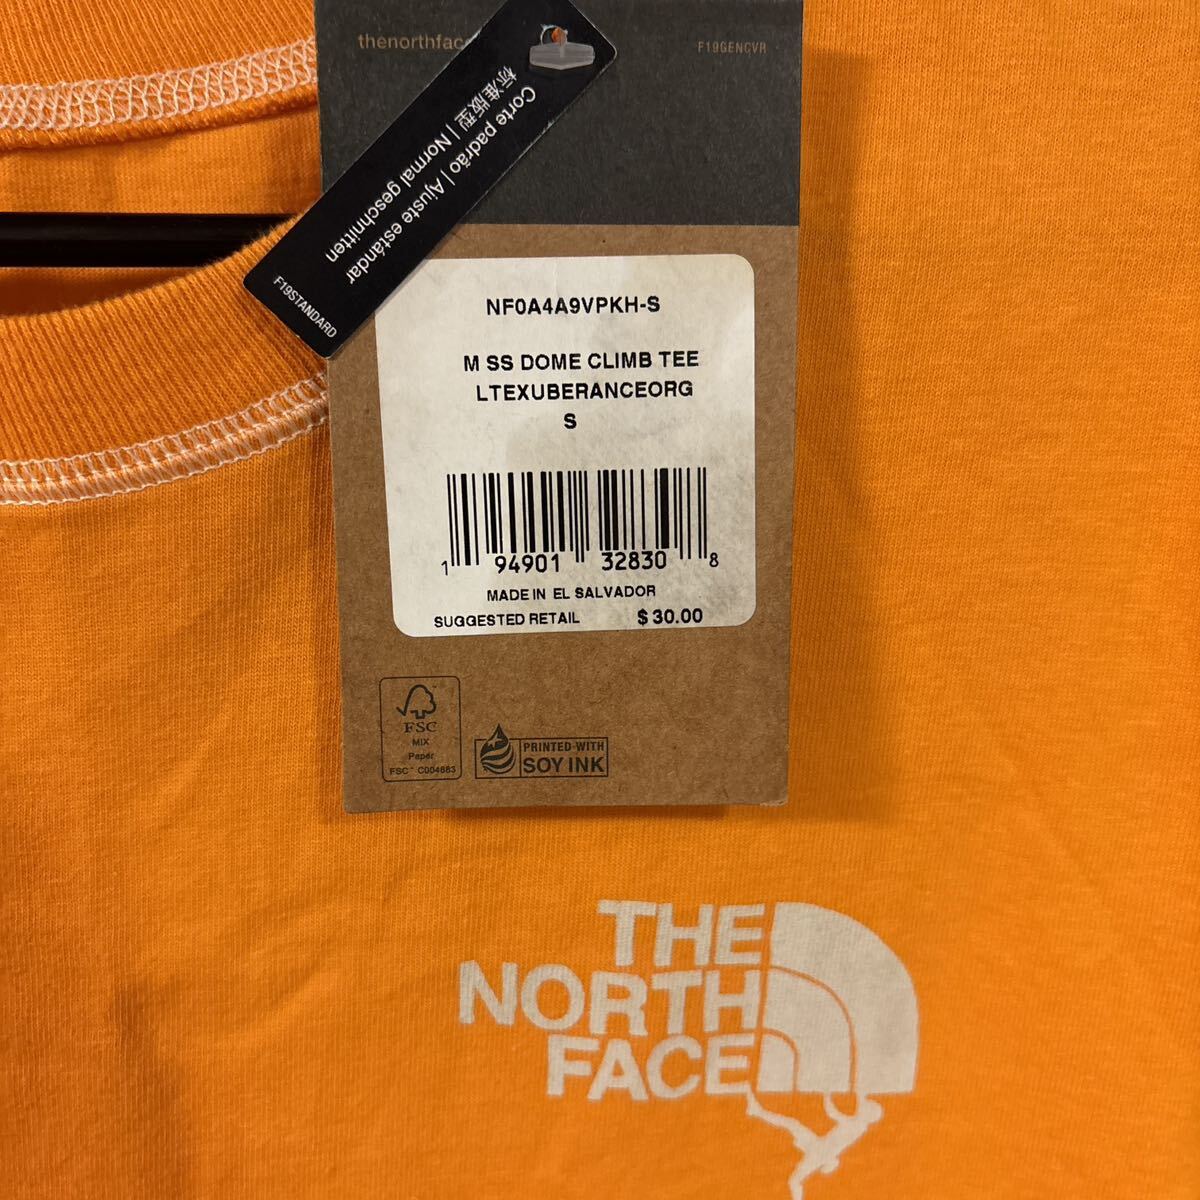 thenorthfac
F19GENCVR
Corte padrão | Ajuste estándar
标准版型 | Normal geschnitten
F19STANDARD
NF0A4A9VPKH-S
M SS DOME CLIMB TEE
LTEXUBERANCEORG
S
1 94901 32830 8
MADE IN EL SALVADOR
SUGGESTED RETAIL $ 30.00
FSC
MIX
Paper
FSC™ C004883
PRINTED WITH
SOY INK
THE
NORTH
FACE